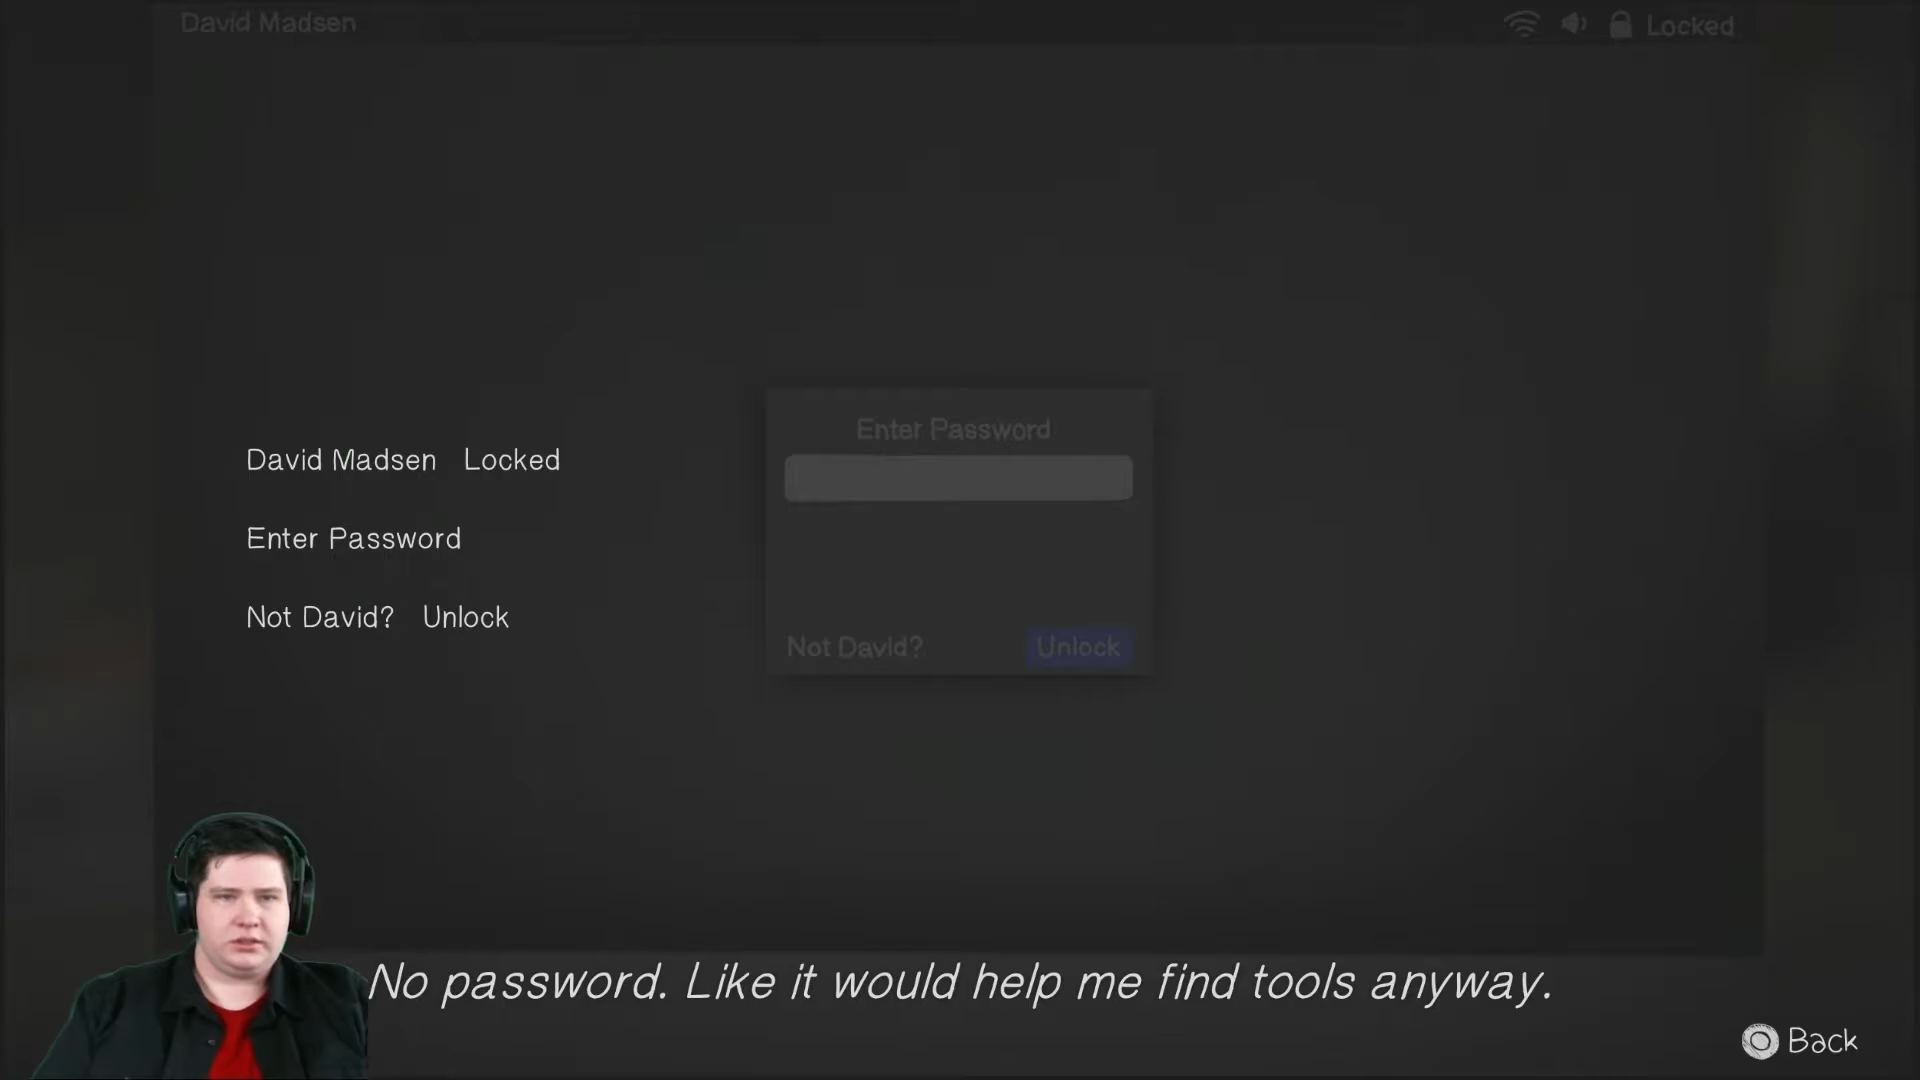 David Madsen Locked
David Madsen Locked
Enter Password
Not David? Unlock
Enter Password
Not David? Unlock
No password. Like it would help me find tools anyway.
Back